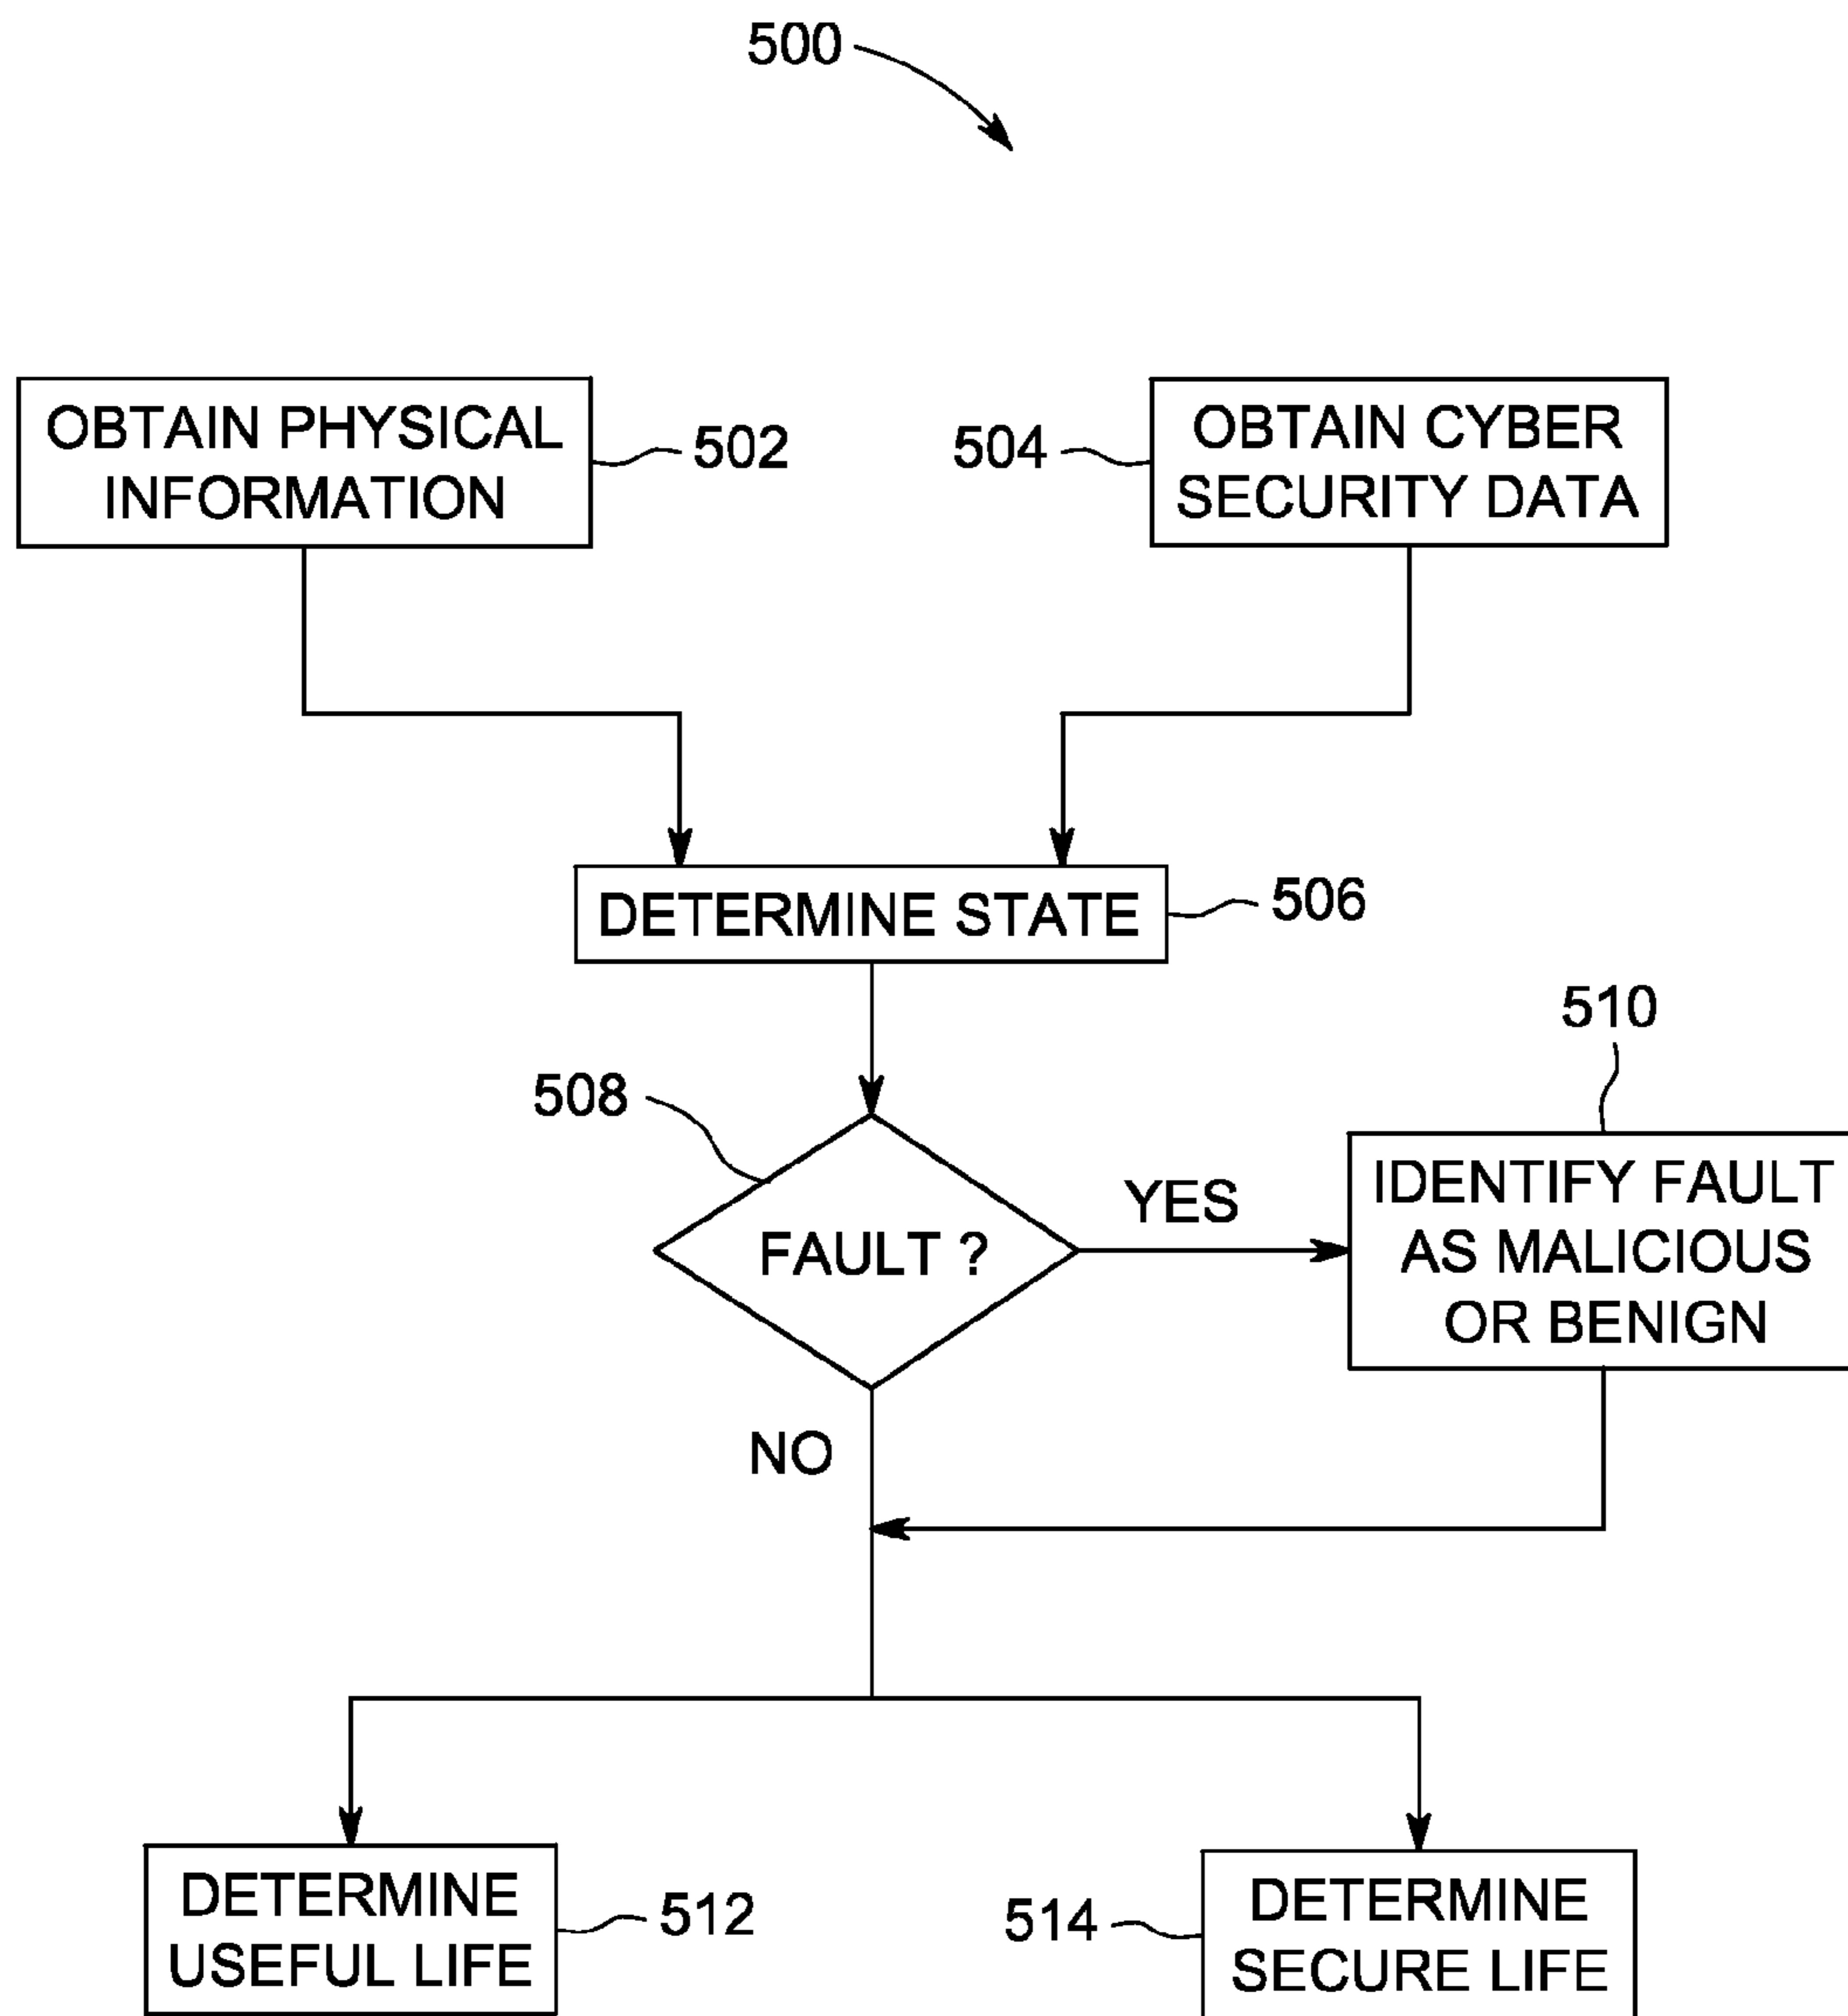 500
OBTAIN PHYSICAL
INFORMATION
502
504
OBTAIN CYBER
SECURITY DATA
DETERMINE STATE
506
508
FAULT ?
YES
510
IDENTIFY FAULT
AS MALICIOUS
OR BENIGN
NO
DETERMINE
USEFUL LIFE
512
514
DETERMINE
SECURE LIFE